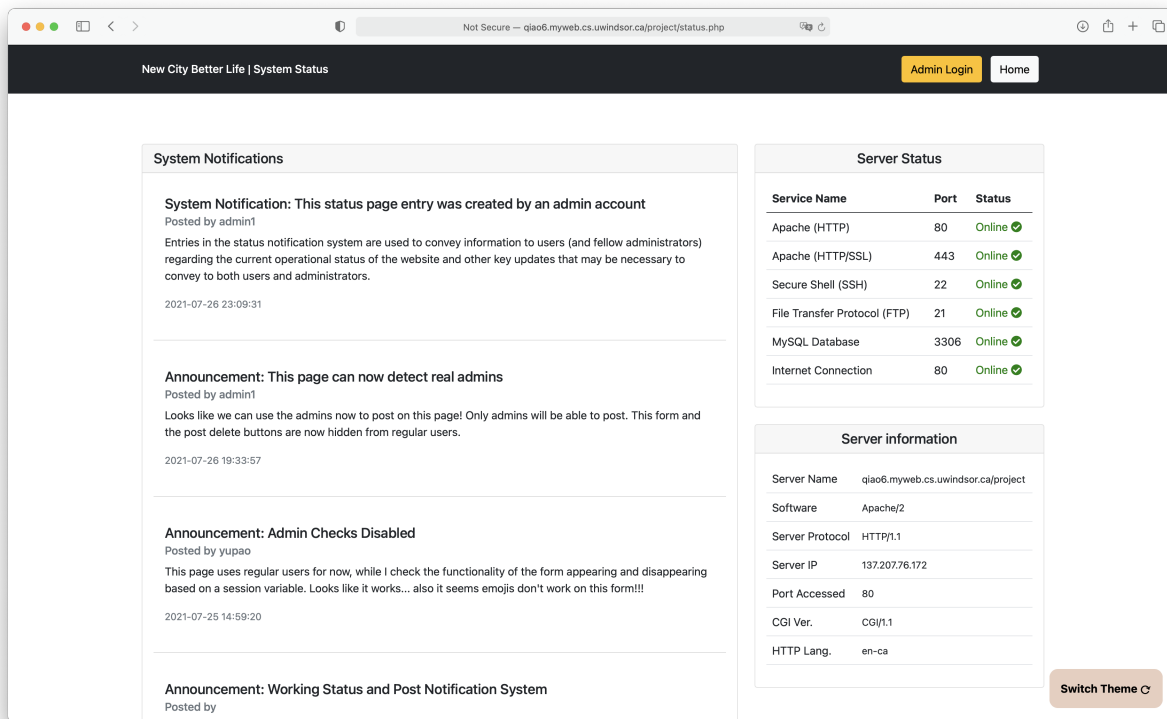 Not Secure — qiao6.myweb.cs.uwindsor.ca/project/status.php
New City Better Life | System Status
Admin Login
Home
System Notifications
System Notification: This status page entry was created by an admin account
Posted by admin1
Entries in the status notification system are used to convey information to users (and fellow administrators)
regarding the current operational status of the website and other key updates that may be necessary to
convey to both users and administrators.
2021-07-26 23:09:31
Announcement: This page can now detect real admins
Posted by admin1
Looks like we can use the admins now to post on this page! Only admins will be able to post. This form and
the post delete buttons are now hidden from regular users.
2021-07-26 19:33:57
Announcement: Admin Checks Disabled
Posted by yupao
This page uses regular users for now, while I check the functionality of the form appearing and disappearing
based on a session variable. Looks like it works... also it seems emojis don't work on this form!!!
2021-07-25 14:59:20
Announcement: Working Status and Post Notification System
Posted by
Server Status
Service Name Port Status
Apache (HTTP) 80 Online
Apache (HTTP/SSL) 443 Online
Secure Shell (SSH) 22 Online
File Transfer Protocol (FTP) 21 Online
MySQL Database 3306 Online
Internet Connection 80 Online
Server information
Server Name qiao6.myweb.cs.uwindsor.ca/project
Software Apache/2
Server Protocol HTTP/1.1
Server IP 137.207.76.172
Port Accessed 80
CGI Ver. CGI/1.1
HTTP Lang. en-ca
Switch Theme